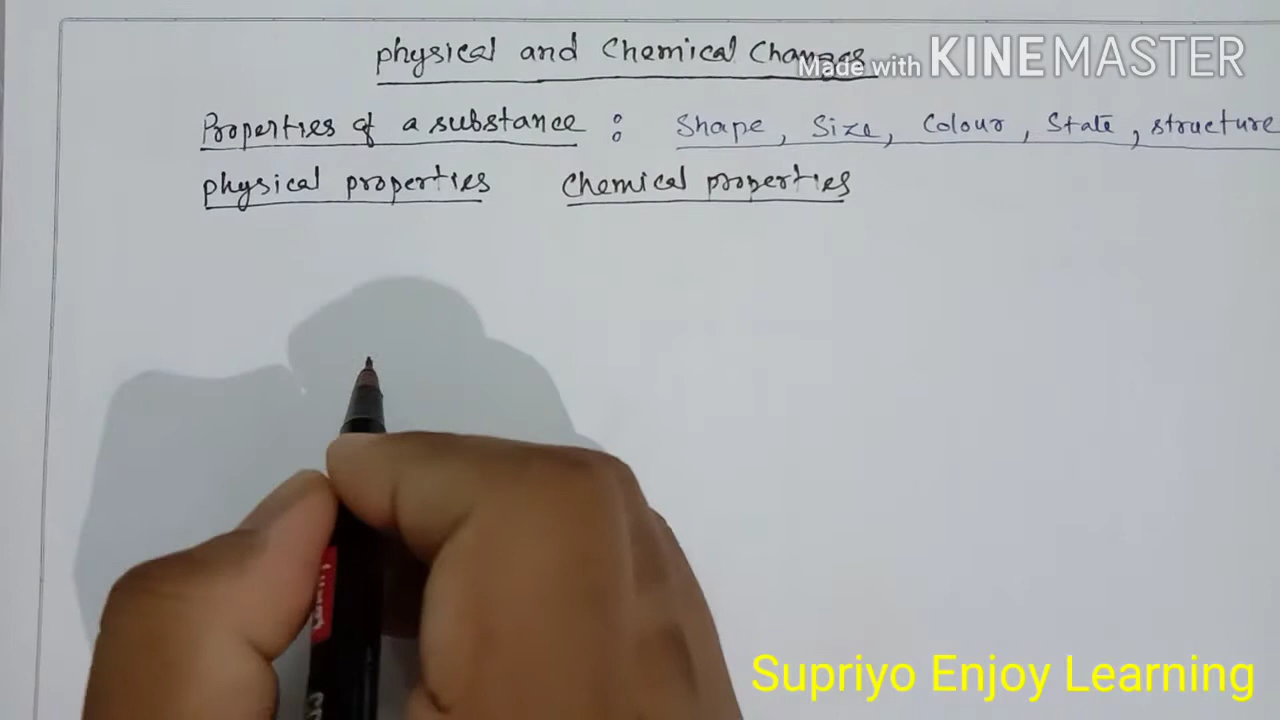 physical and Chemical Changes
Made with KINEMASTER
Properties of a substance : Shape, Size, Colour, State, structure
physical properties Chemical properties
Supriyo Enjoy Learning